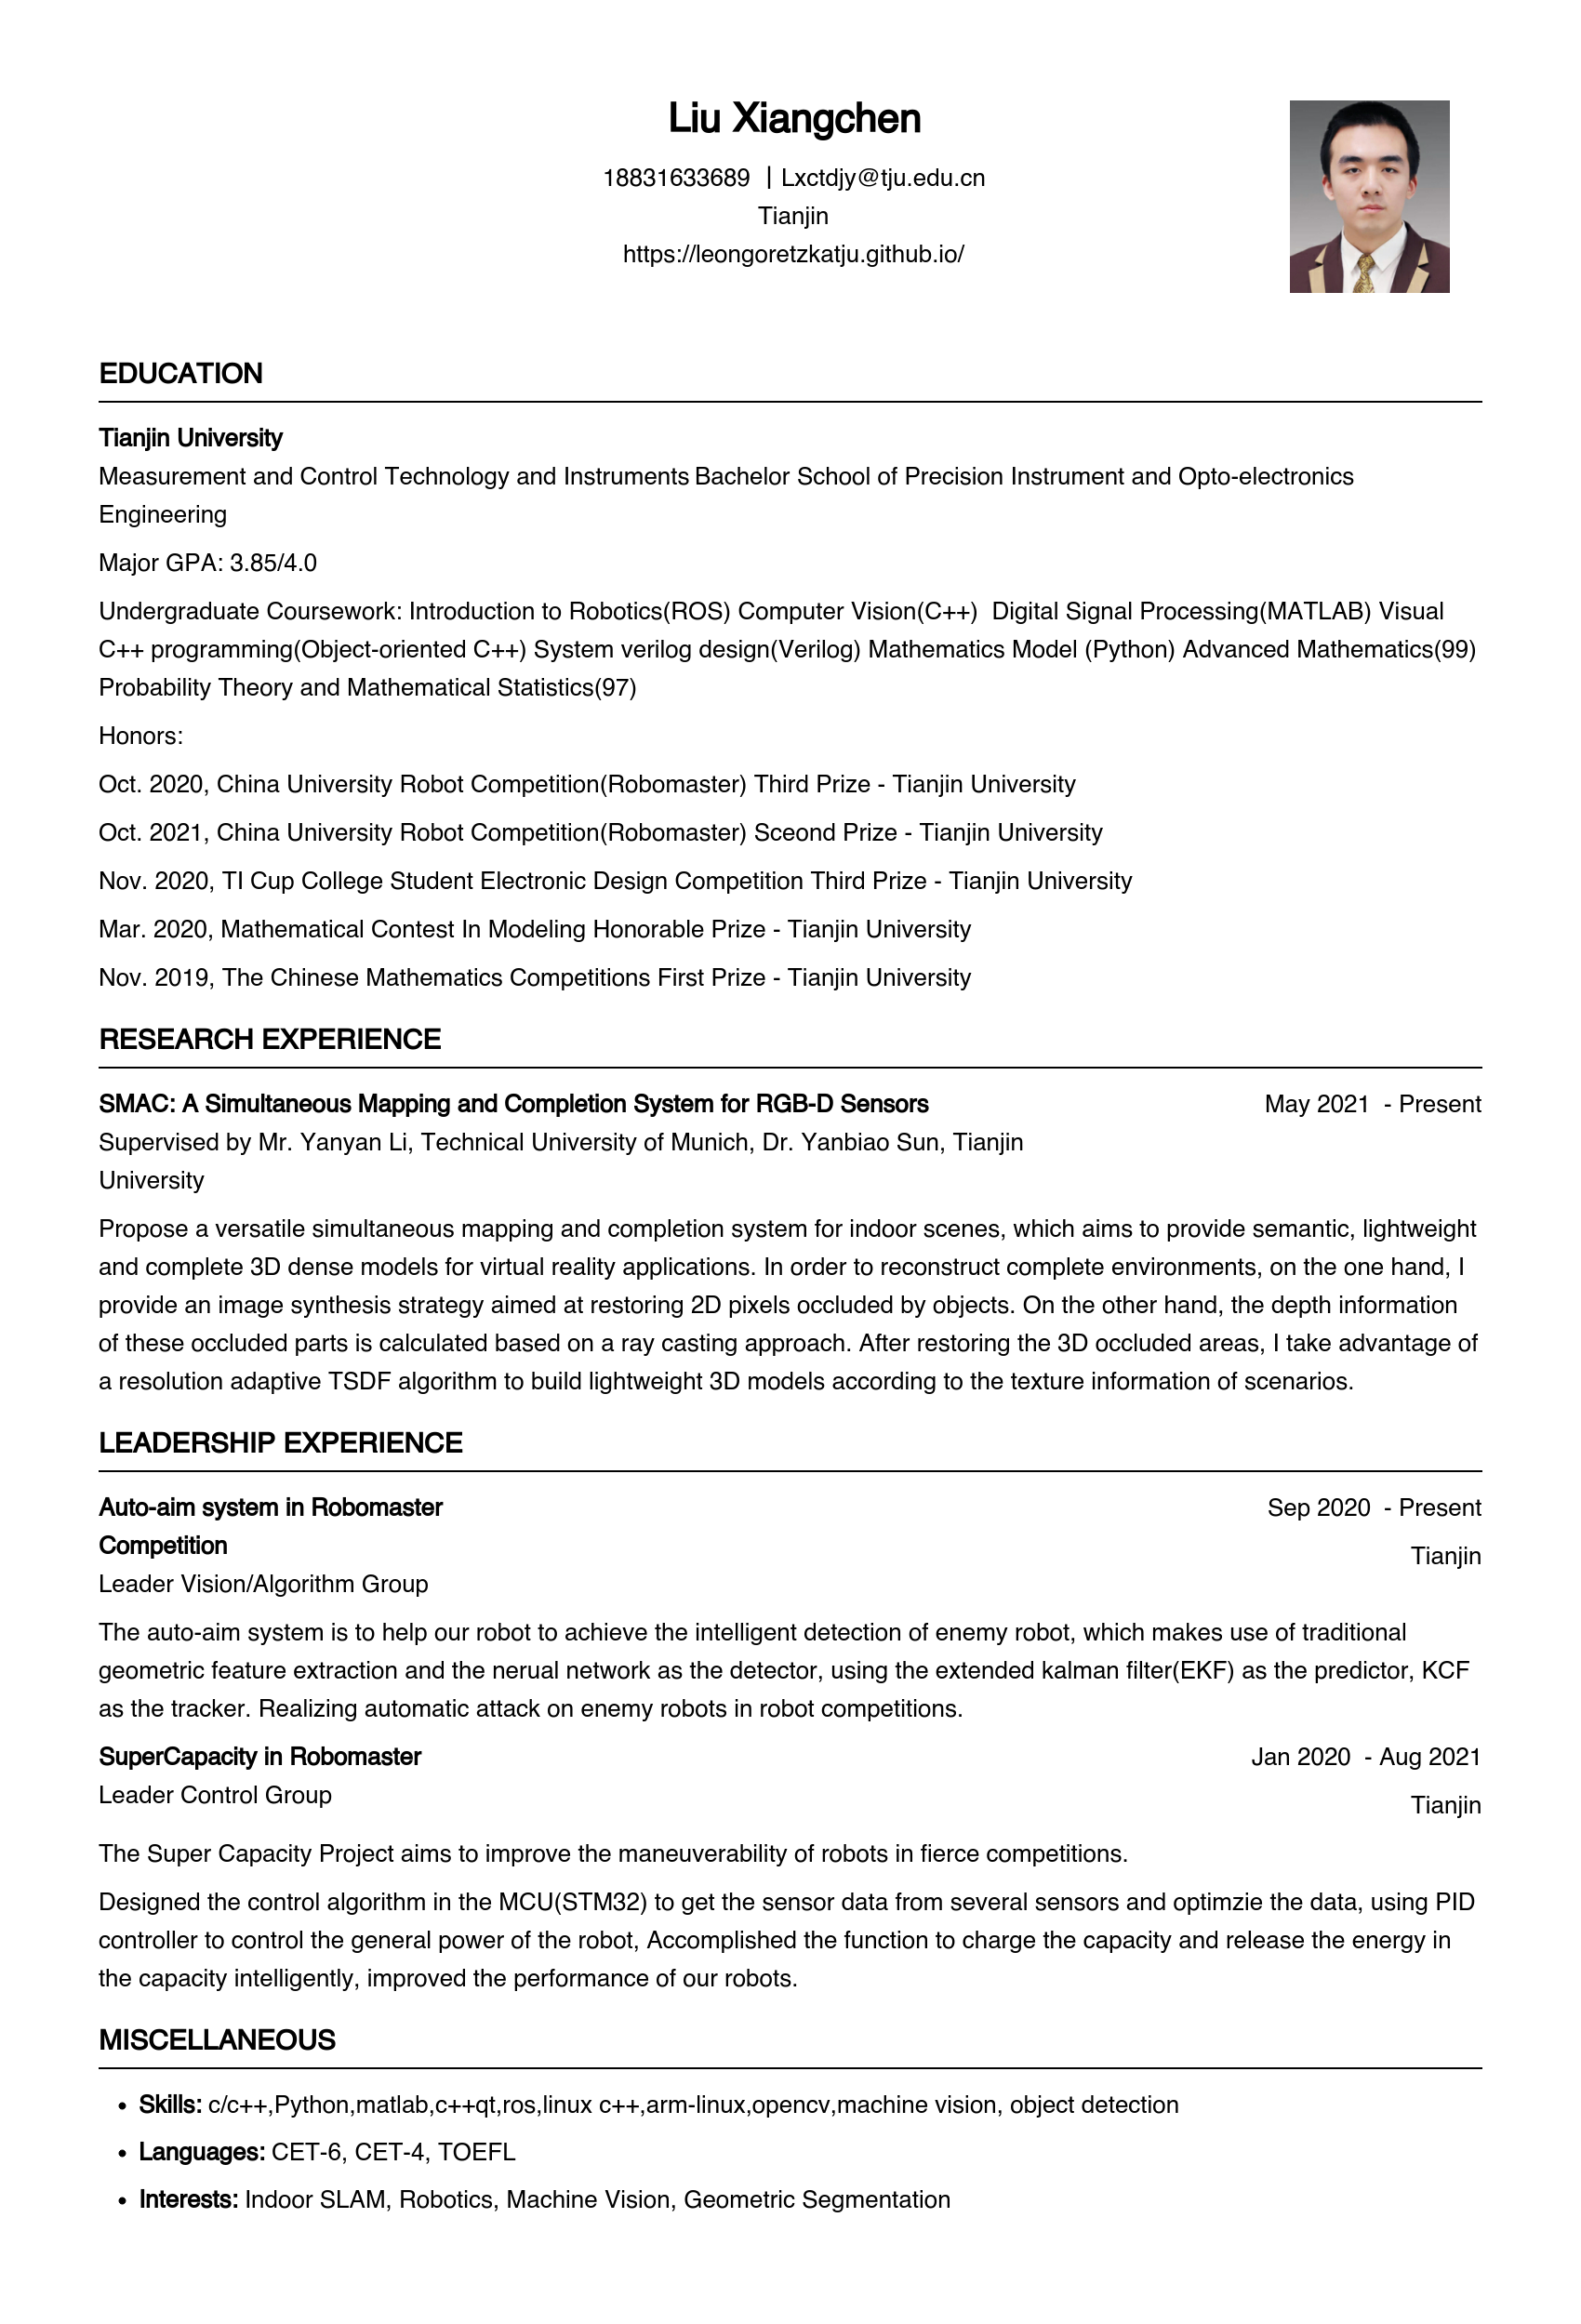 Liu Xiangchen
18831633689 | Lxctdjy@tju.edu.cn
Tianjin
https://leongoretzkatju.github.io/
EDUCATION
Tianjin University
Measurement and Control Technology and Instruments Bachelor School of Precision Instrument and Opto-electronics
Engineering
Major GPA: 3.85/4.0
Undergraduate Coursework: Introduction to Robotics(ROS) Computer Vision(C++) Digital Signal Processing(MATLAB) Visual
C++ programming(Object-oriented C++) System verilog design(Verilog) Mathematics Model (Python) Advanced Mathematics(99)
Probability Theory and Mathematical Statistics(97)
Honors:
Oct. 2020, China University Robot Competition(Robomaster) Third Prize - Tianjin University
Oct. 2021, China University Robot Competition(Robomaster) Sceond Prize - Tianjin University
Nov. 2020, TI Cup College Student Electronic Design Competition Third Prize - Tianjin University
Mar. 2020, Mathematical Contest In Modeling Honorable Prize - Tianjin University
Nov. 2019, The Chinese Mathematics Competitions First Prize - Tianjin University
RESEARCH EXPERIENCE
SMAC: A Simultaneous Mapping and Completion System for RGB-D Sensors May 2021 - Present
Supervised by Mr. Yanyan Li, Technical University of Munich, Dr. Yanbiao Sun, Tianjin
University
Propose a versatile simultaneous mapping and completion system for indoor scenes, which aims to provide semantic, lightweight
and complete 3D dense models for virtual reality applications. In order to reconstruct complete environments, on the one hand, I
provide an image synthesis strategy aimed at restoring 2D pixels occluded by objects. On the other hand, the depth information
of these occluded parts is calculated based on a ray casting approach. After restoring the 3D occluded areas, I take advantage of
a resolution adaptive TSDF algorithm to build lightweight 3D models according to the texture information of scenarios.
LEADERSHIP EXPERIENCE
Auto-aim system in Robomaster Sep 2020 - Present
Competition
Tianjin
Leader Vision/Algorithm Group
The auto-aim system is to help our robot to achieve the intelligent detection of enemy robot, which makes use of traditional
geometric feature extraction and the nerual network as the detector, using the extended kalman filter(EKF) as the predictor, KCF
as the tracker. Realizing automatic attack on enemy robots in robot competitions.
SuperCapacity in Robomaster Jan 2020 - Aug 2021
Leader Control Group
Tianjin
The Super Capacity Project aims to improve the maneuverability of robots in fierce competitions.
Designed the control algorithm in the MCU(STM32) to get the sensor data from several sensors and optimzie the data, using PID
controller to control the general power of the robot, Accomplished the function to charge the capacity and release the energy in
the capacity intelligently, improved the performance of our robots.
MISCELLANEOUS
• Skills: c/c++,Python,matlab,c++qt,ros,linux c++,arm-linux,opencv,machine vision, object detection
• Languages: CET-6, CET-4, TOEFL
• Interests: Indoor SLAM, Robotics, Machine Vision, Geometric Segmentation